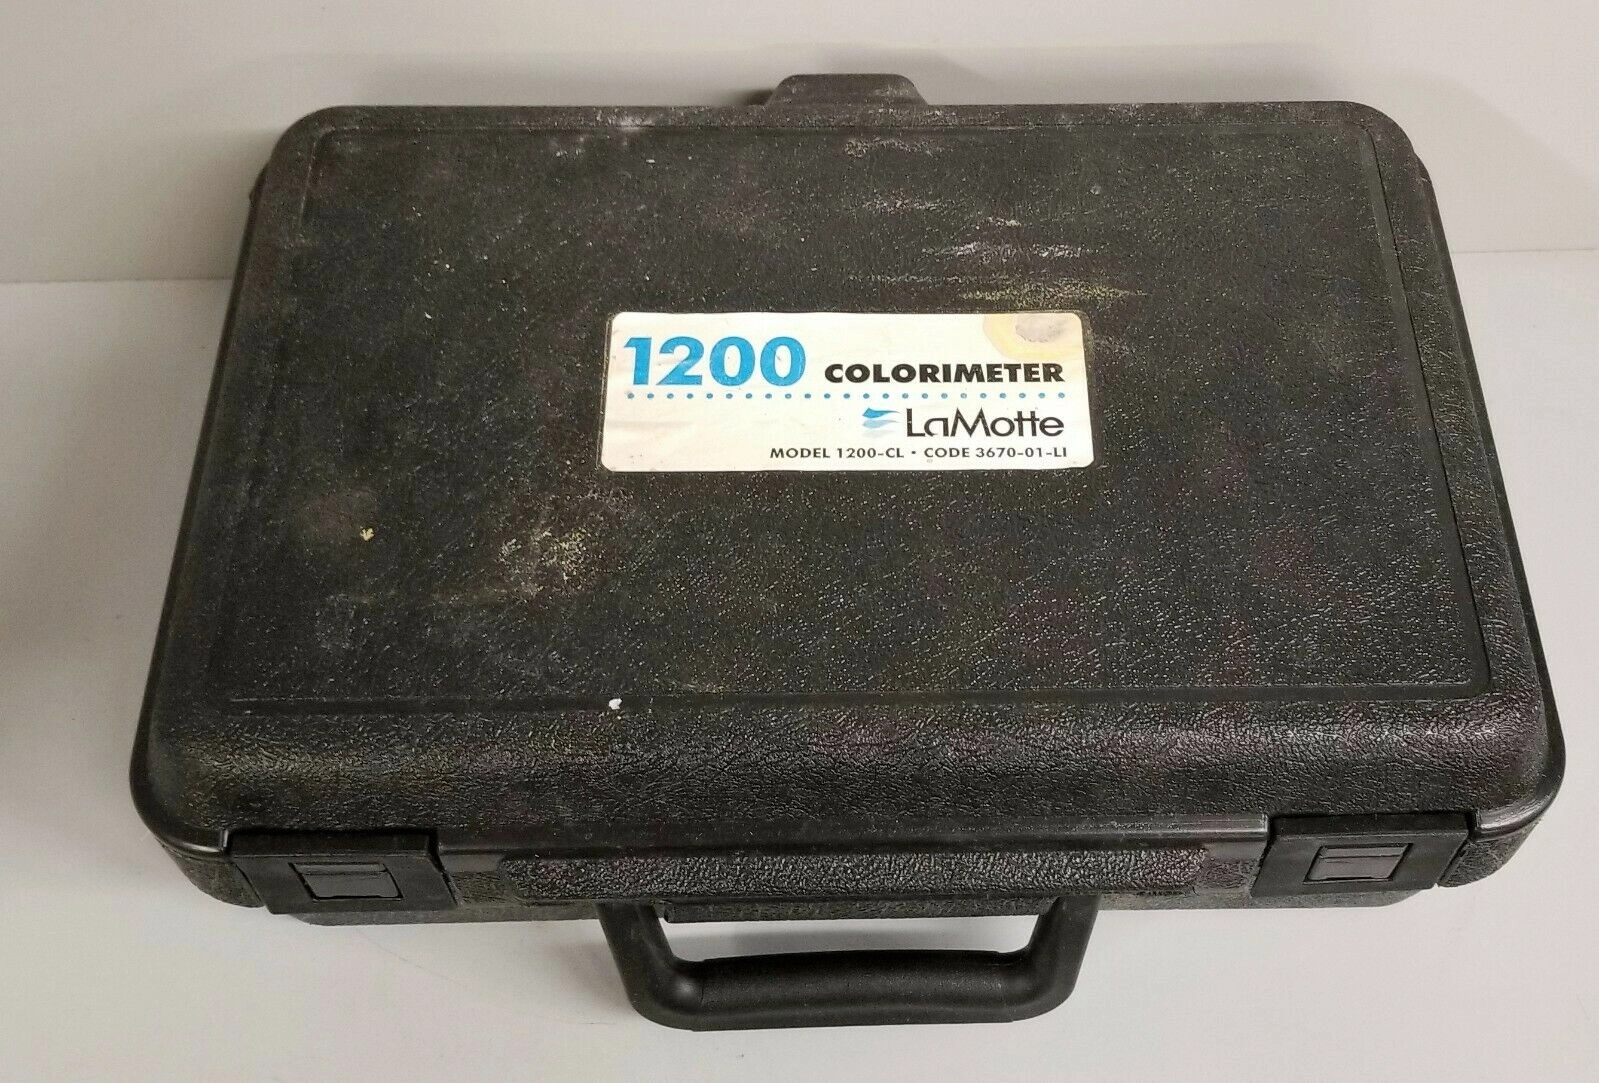 1200 COLORIMETER
LaMotte
MODEL 1200-CL • CODE 3670-01-LI